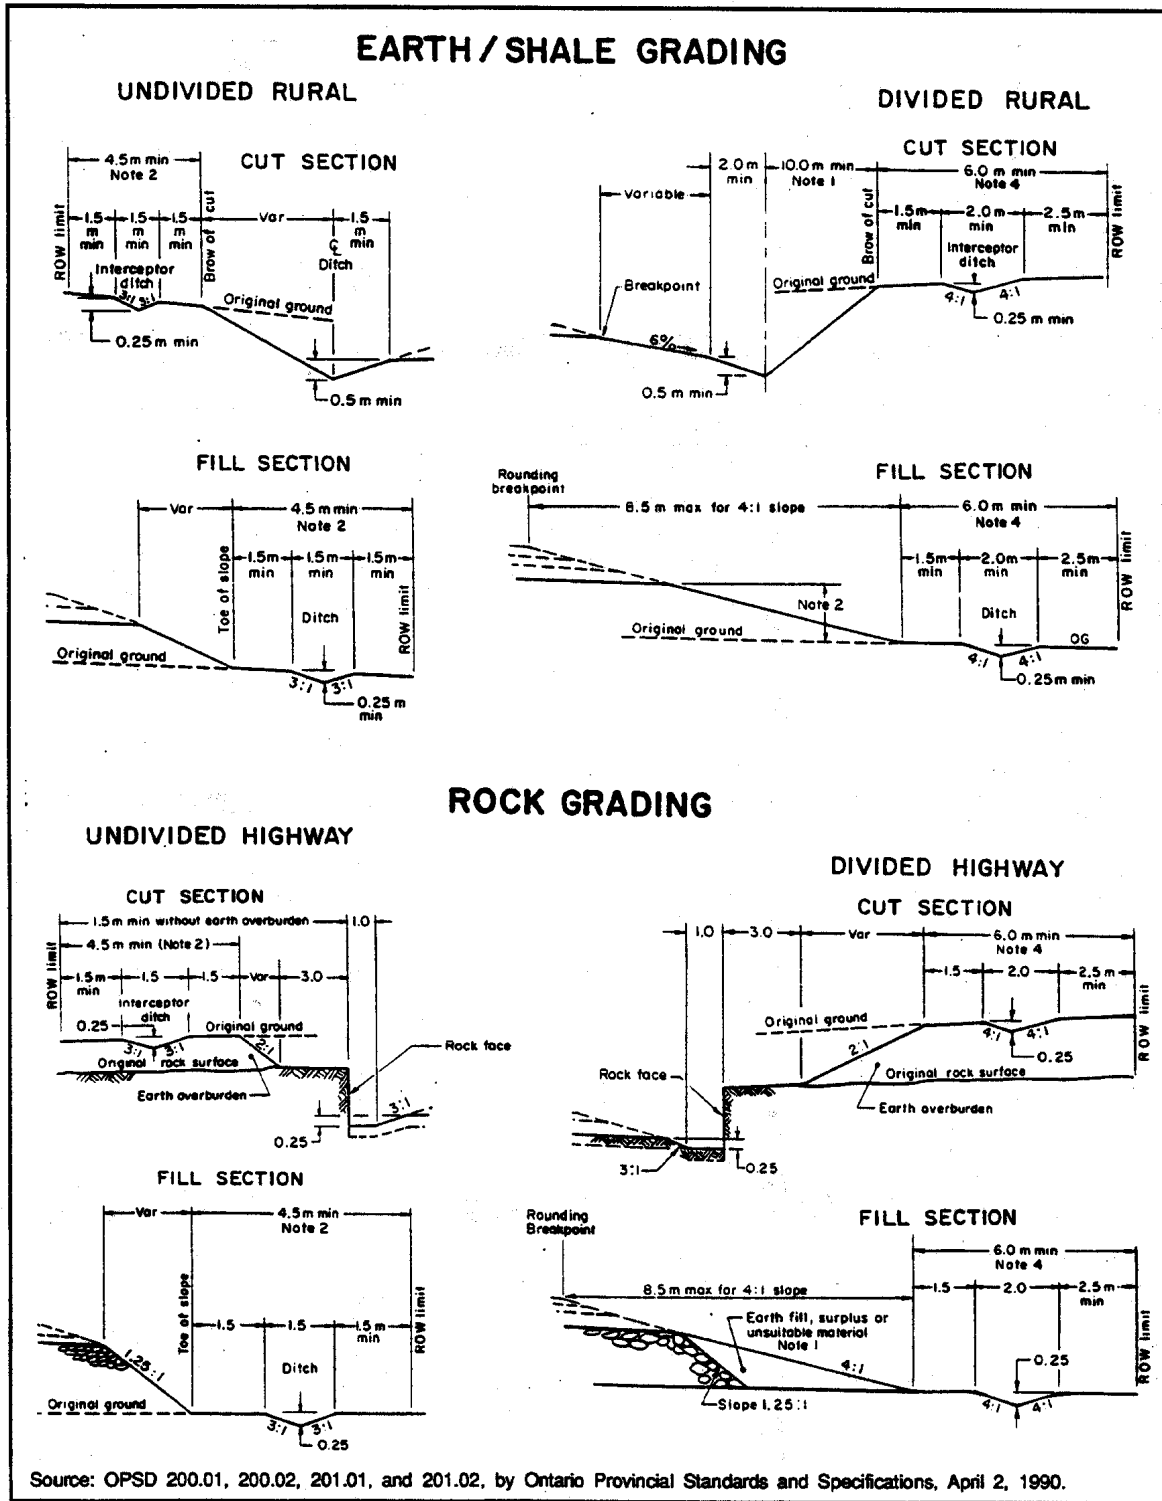 EARTH/SHALE GRADING
UNDIVIDED RURAL
CUT SECTION
4.5m min
Note 2
ROW limit
1.5 m min
1.5 m min
1.5 m min
Brow of cut
Var
1.5 m min
℄
Ditch
Interceptor
ditch
3:1
3:1
Original ground
0.25 m min
0.5 m min
DIVIDED RURAL
CUT SECTION
2.0m
min
10.0m min
Note 1
6.0m min
Note 4
Variable
Brow of cut
1.5m
min
2.0m
min
2.5m
min
ROW limit
Interceptor
ditch
Breakpoint
Original ground
4:1
4:1
0.25m min
6%
0.5 m min
FILL SECTION
Var
4.5m min
Note 2
Toe of slope
1.5m
min
1.5m
min
1.5m
min
ROW limit
Ditch
Original ground
3:1
3:1
0.25 m
min
FILL SECTION
Rounding
breakpoint
8.5m max for 4:1 slope
6.0m min
Note 4
1.5m
min
2.0m
min
2.5m
min
ROW limit
Note 2
Ditch
Original ground
OG
4:1
4:1
0.25m min
ROCK GRADING
UNDIVIDED HIGHWAY
CUT SECTION
1.5m min without earth overburden
1.0
4.5m min (Note 2)
ROW limit
1.5m
min
1.5
1.5
Var
3.0
Interceptor
ditch
0.25
Original ground
3:1
3:1
2:1
Original rock surface
Rock face
Earth overburden
3:1
0.25
DIVIDED HIGHWAY
CUT SECTION
1.0
3.0
Var
6.0m min
Note 4
1.5
2.0
2.5m
min
ROW limit
Original ground
4:1
4:1
0.25
2:1
Rock face
Original rock surface
Earth overburden
3:1
0.25
FILL SECTION
Var
4.5m min
Note 2
Toe of slope
1.5
1.5
1.5m
min
ROW limit
1.25:1
Ditch
Original ground
3:1
3:1
0.25
FILL SECTION
Rounding
Breakpoint
6.0m min
Note 4
8.5m max for 4:1 slope
1.5
2.0
2.5m
min
ROW limit
Earth fill, surplus or
unsuitable material
Note 1
4:1
0.25
Slope 1.25:1
4:1
4:1
Source: OPSD 200.01, 200.02, 201.01, and 201.02, by Ontario Provincial Standards and Specifications, April 2, 1990.